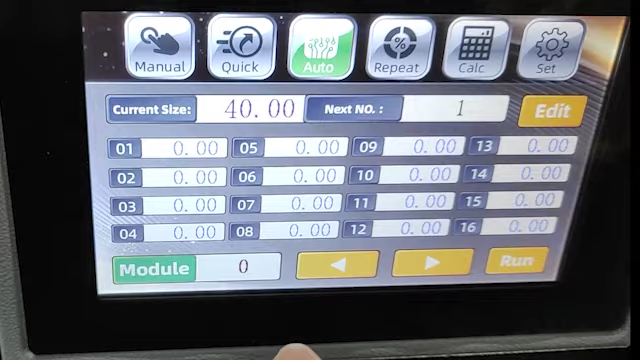 Manual Quick Auto Repeat Calc Set
Current Size: 40.00 Next NO. : 1 Edit
01 0.00 05 0.00 09 0.00 13 0.00
02 0.00 06 0.00 10 0.00 14 0.00
03 0.00 07 0.00 11 0.00 15 0.00
04 0.00 08 0.00 12 0.00 16 0.00
Module 0 Run